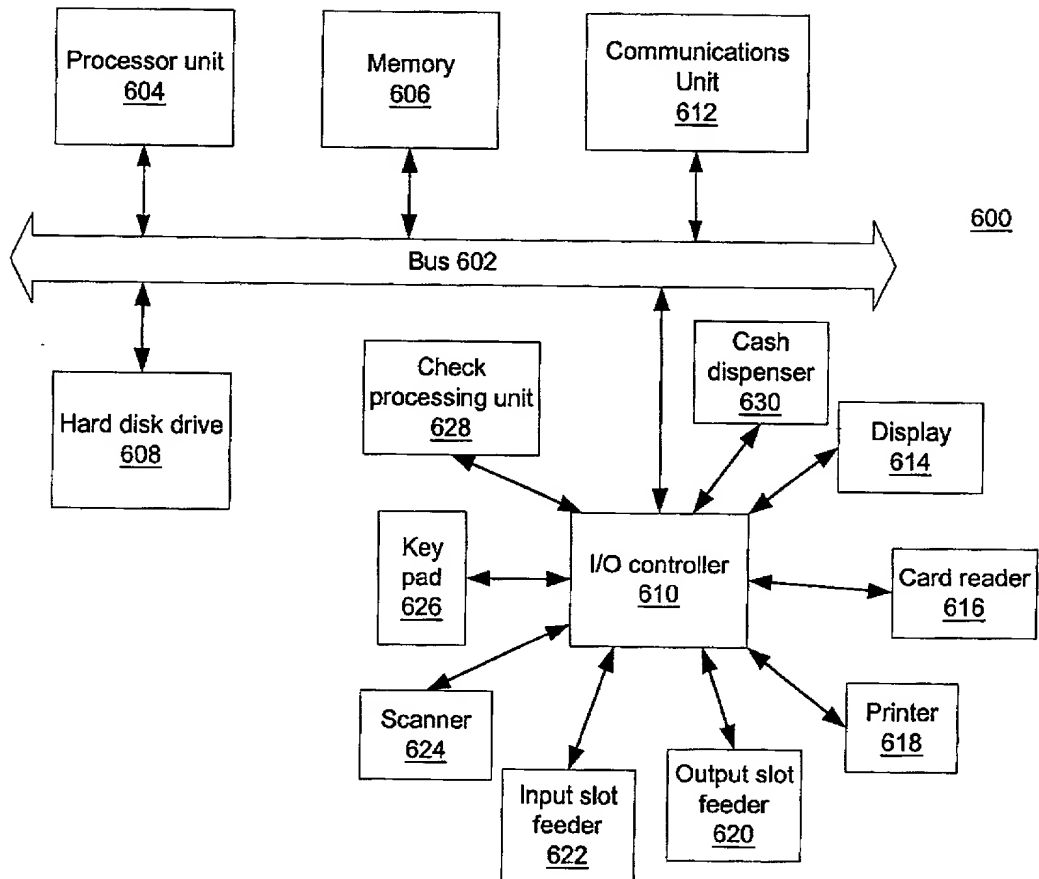 Processor unit
604
Memory
606
Communications
Unit
612
600
Bus 602
Hard disk drive
608
Check
processing unit
628
Cash
dispenser
630
Display
614
Key
pad
626
I/O controller
610
Card reader
616
Scanner
624
Input slot
feeder
622
Output slot
feeder
620
Printer
618